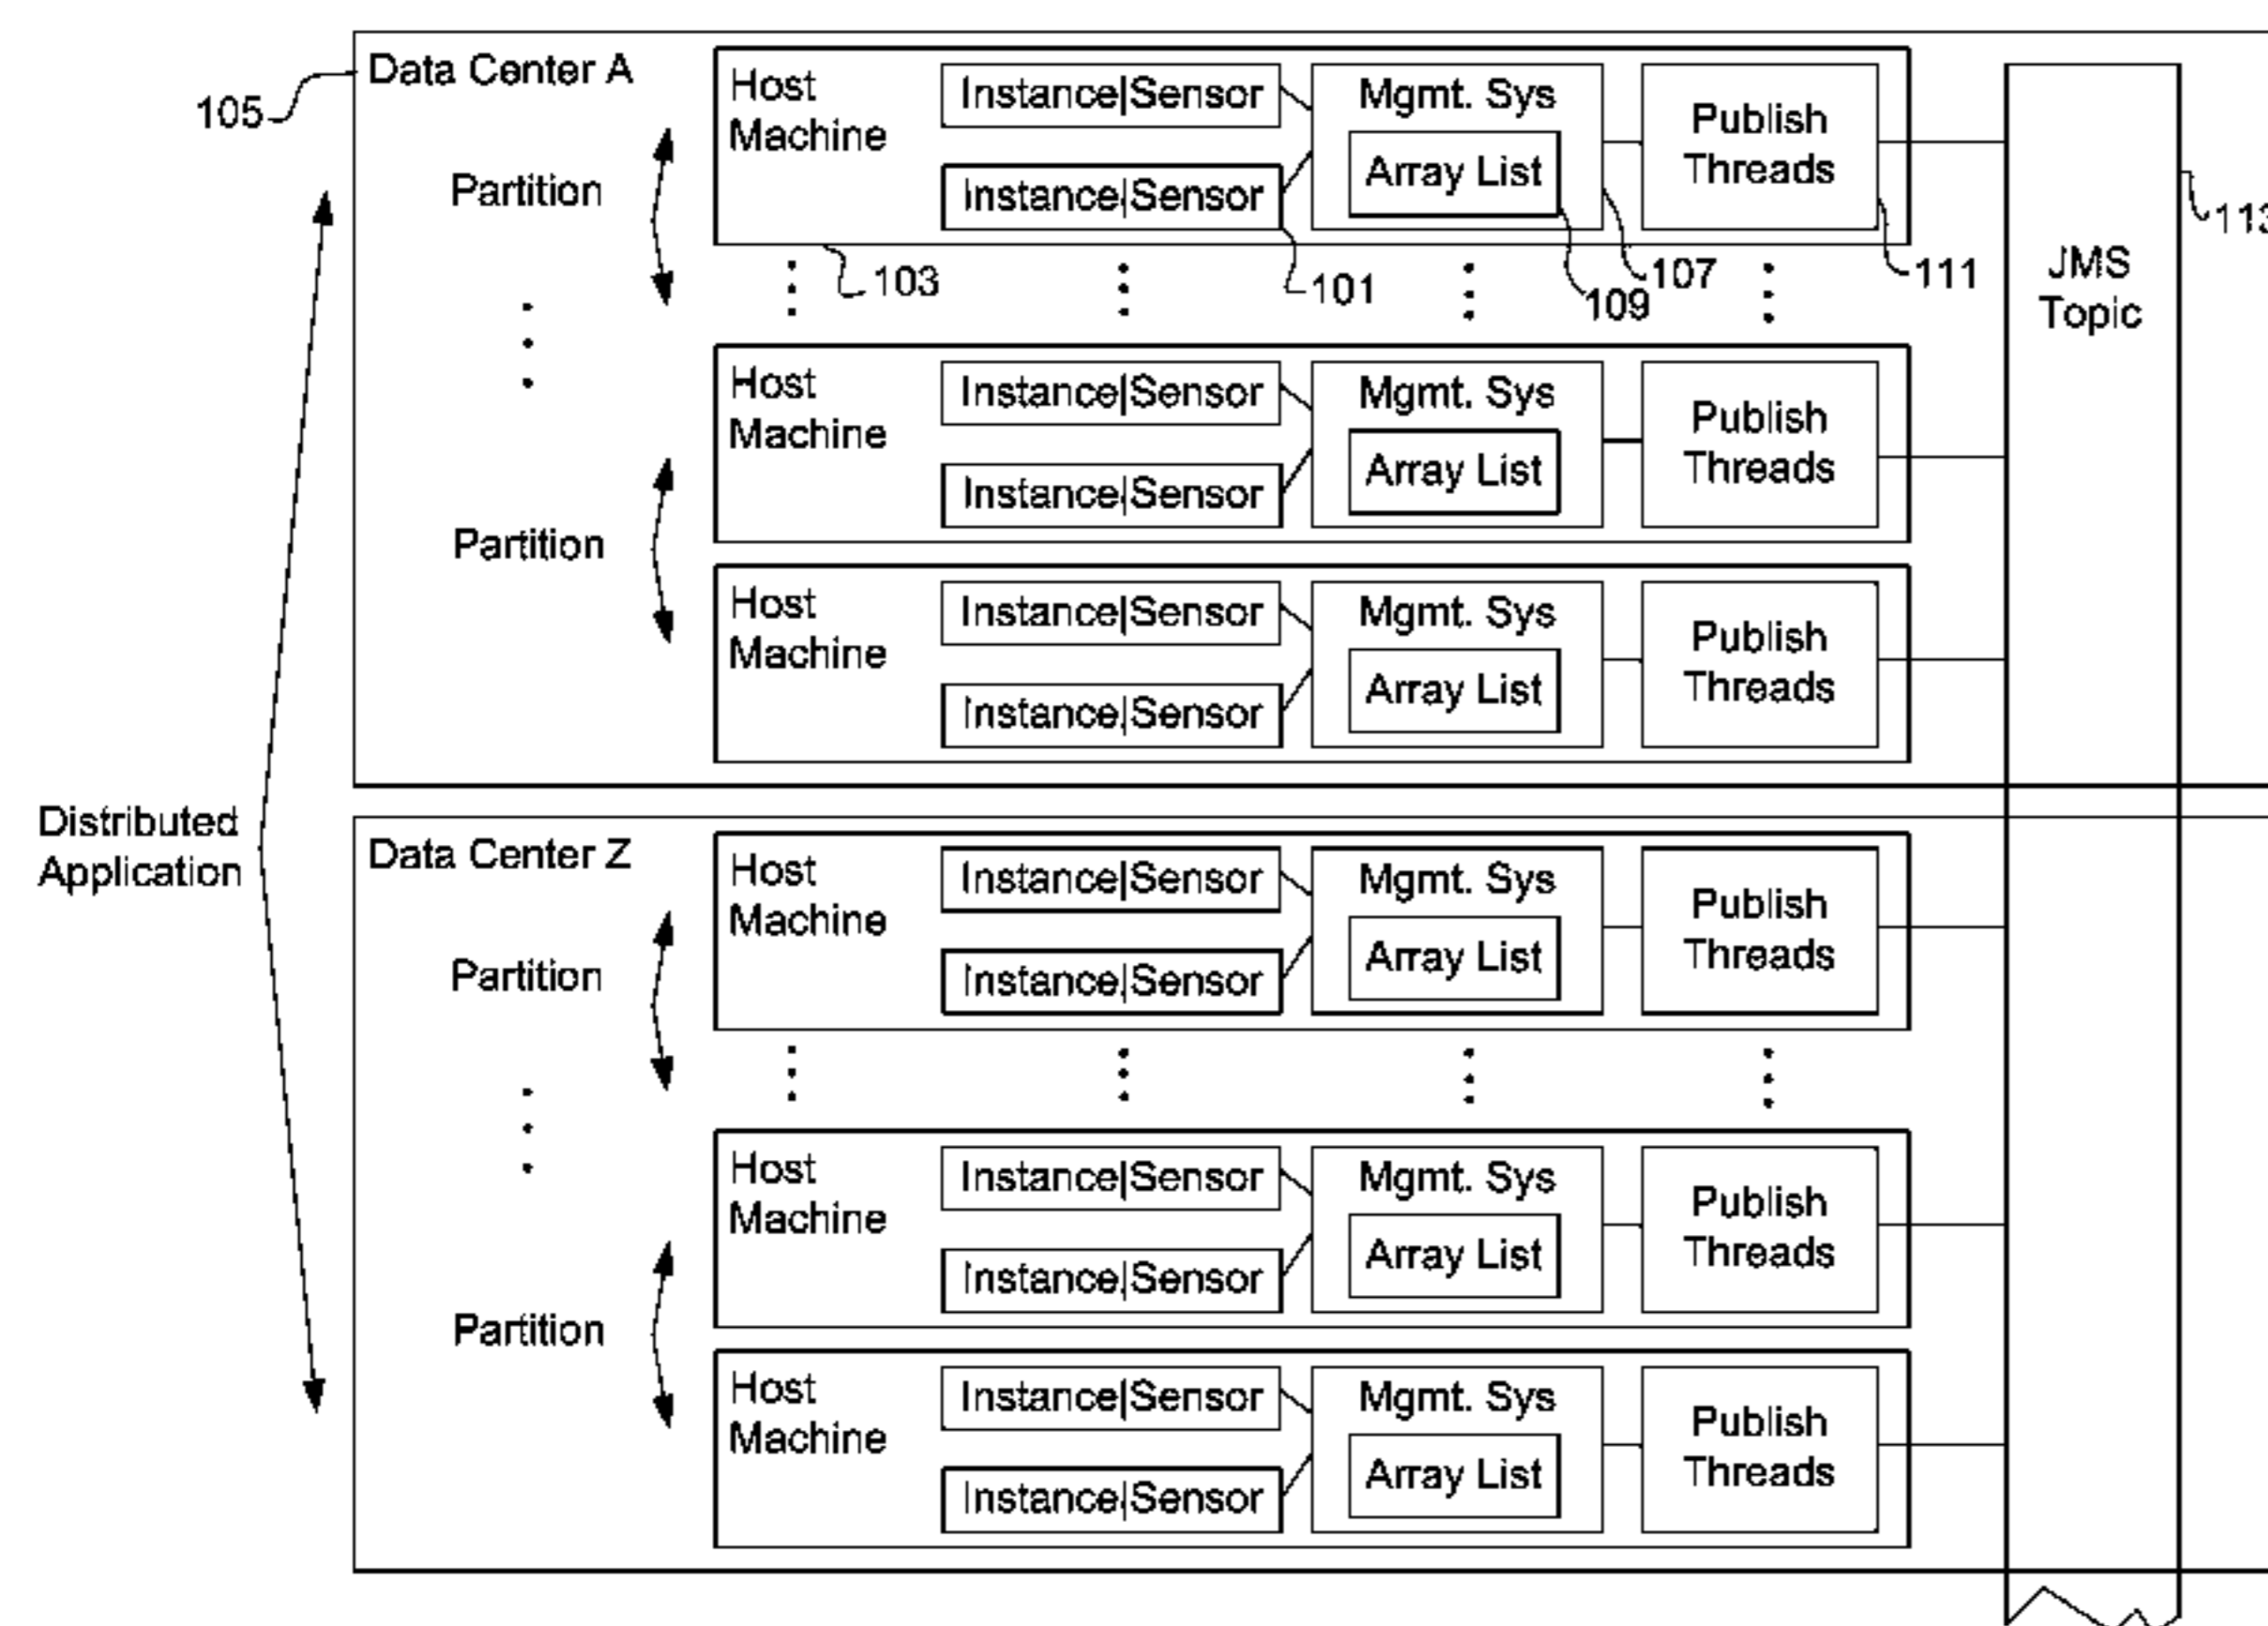 Data Center A
105
Partition
Host
Machine
Instance|Sensor
Instance|Sensor
Mgmt. Sys
Array List
Publish
Threads
103
101
109
107
111
113
JMS
Topic
Host
Machine
Instance|Sensor
Instance|Sensor
Mgmt. Sys
Array List
Publish
Threads
Partition
Host
Machine
Instance|Sensor
Instance|Sensor
Mgmt. Sys
Array List
Publish
Threads
Distributed
Application
Data Center Z
Partition
Host
Machine
Instance|Sensor
Instance|Sensor
Mgmt. Sys
Array List
Publish
Threads
Host
Machine
Instance|Sensor
Instance|Sensor
Mgmt. Sys
Array List
Publish
Threads
Partition
Host
Machine
Instance|Sensor
Instance|Sensor
Mgmt. Sys
Array List
Publish
Threads